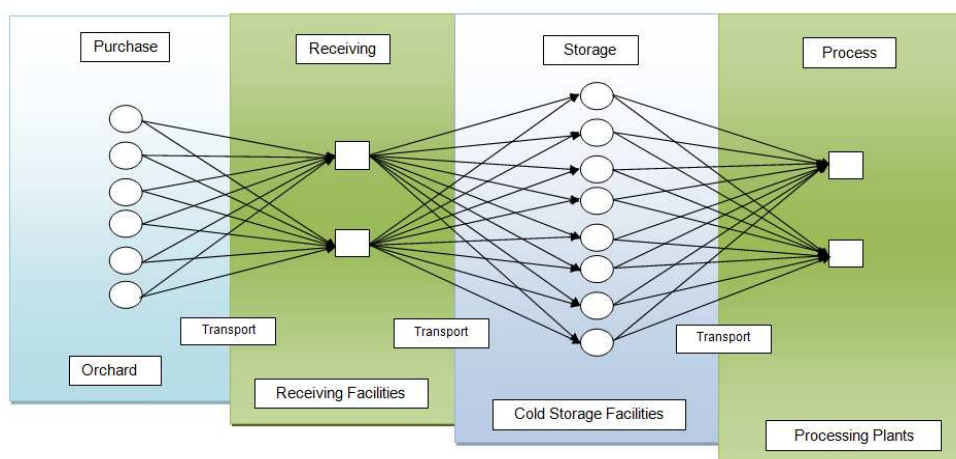 Purchase
Receiving
Storage
Process
Transport
Transport
Transport
Orchard
Receiving Facilities
Cold Storage Facilities
Processing Plants